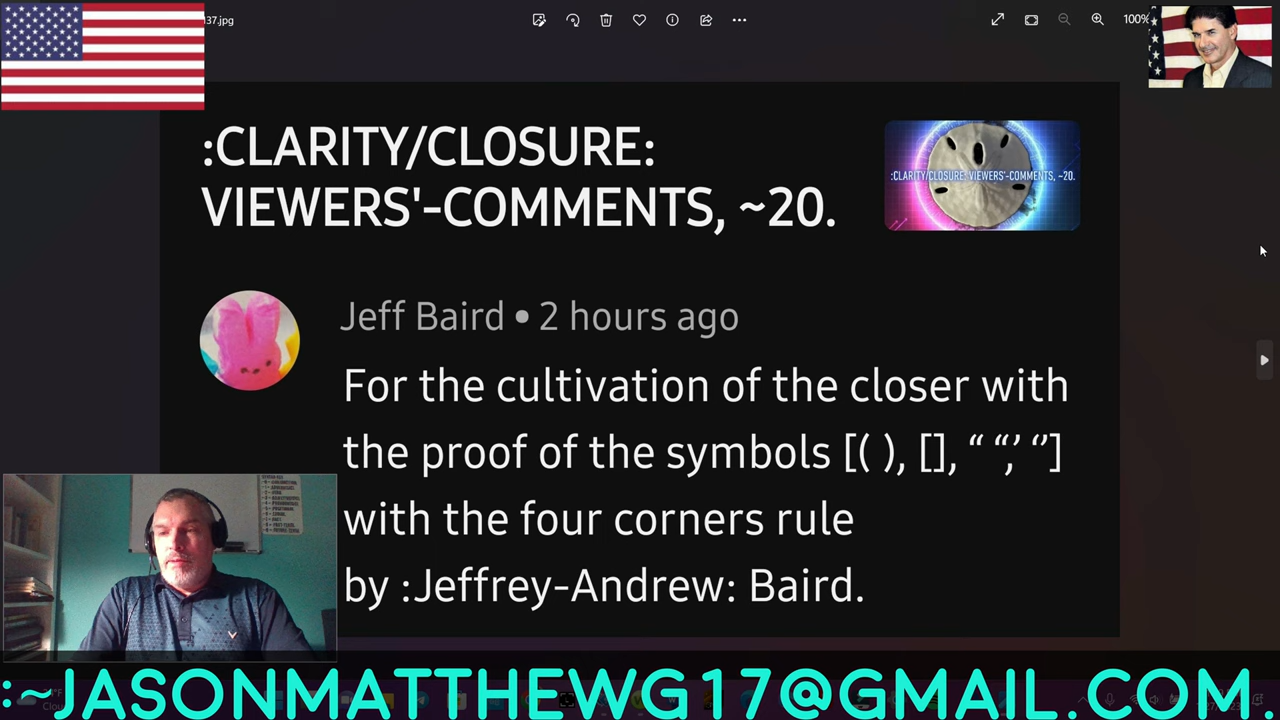 37.jpg
100%
:CLARITY/CLOSURE:
VIEWERS'-COMMENTS, ~20.
:CLARITY/CLOSURE: VIEWERS'-COMMENTS, ~20.
Jeff Baird • 2 hours ago
For the cultivation of the closer with
the proof of the symbols [( ), [], “ “,’ ‘’]
with the four corners rule
by :Jeffrey-Andrew: Baird.
:~JASONMATTHEWG17@GMAIL.COM.